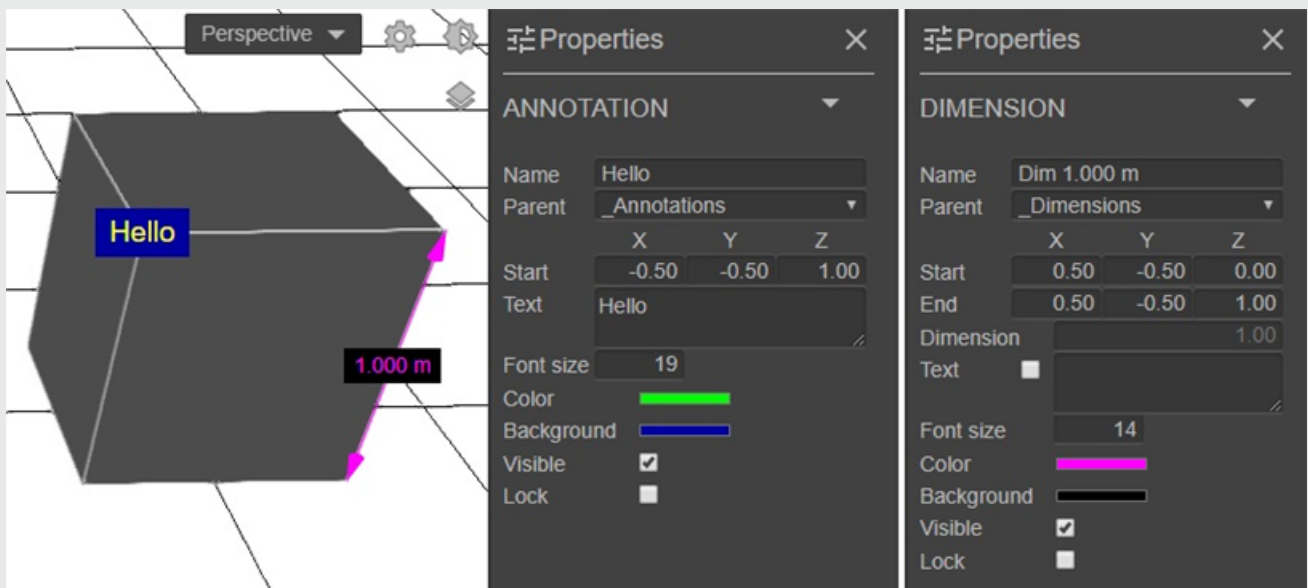 Perspective
Hello
1.000 m
Properties
ANNOTATION
Name Hello
Parent _Annotations
X Y Z
Start -0.50 -0.50 1.00
Text Hello
Font size 19
Color
Background
Visible
Lock
Properties
DIMENSION
Name Dim 1.000 m
Parent _Dimensions
X Y Z
Start 0.50 -0.50 0.00
End 0.50 -0.50 1.00
Dimension 1.00
Text
Font size 14
Color
Background
Visible
Lock